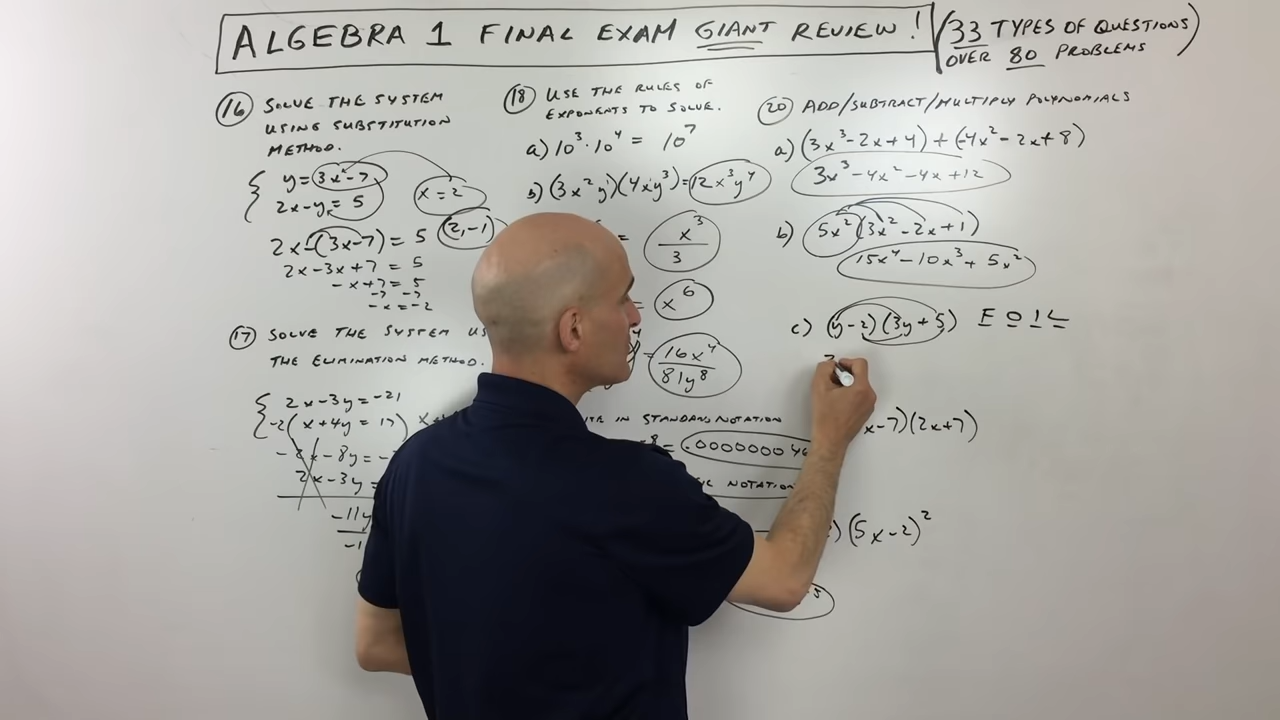 ALGEBRA 1 FINAL EXAM GIANT REVIEW!
(33 TYPES OF QUESTIONS
OVER 80 PROBLEMS)
16 SOLVE THE SYSTEM
USING SUBSTITUTION
METHOD.
y=3x-7
2x-y=5
x=2
2x-(3x-7)=5
(2,-1)
2x-3x+7=5
-x+7=5
-7 -7
-x=-2
17 SOLVE THE SYSTEM US
THE ELIMINATION METHOD.
2x-3y=-21
-2(x+4y=17)
-2x-8y=-
2x-3y=
-11y
-1
18 USE THE RULES OF
EXPONENTS TO SOLVE.
a) 10³·10⁴ = 10⁷
b) (3x²y)(4xy³)=12x³y⁴
= x³/3
= x⁶
= 16x⁴/81y⁸
IN STANDARD NOTATION
= .000000046
NOTATION
20 ADD/SUBTRACT/MULTIPLY POLYNOMIALS
a) (3x³-2x+4)+(-4x²-2x+8)
3x³-4x²-4x+12
b) 5x²(3x²-2x+1)
15x⁴-10x³+5x²
c) (y-2)(3y+5) FOIL
x-7)(2x+7)
) (5x-2)²